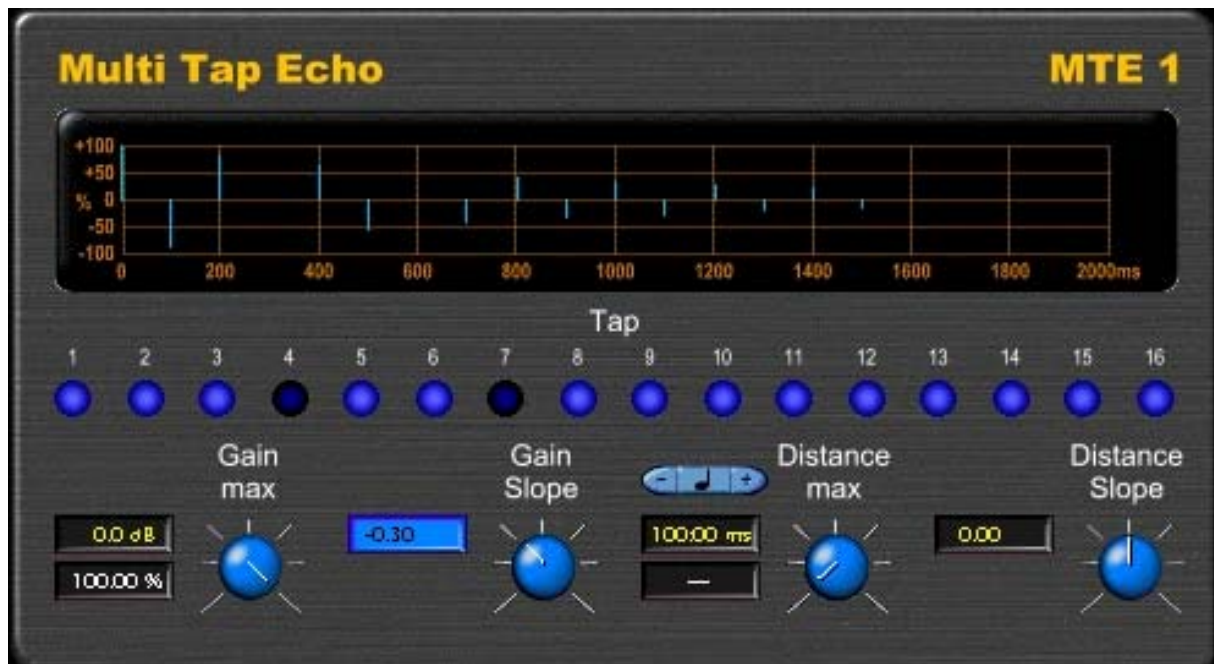 Multi Tap Echo MTE 1
+100
+50
% 0
-50
-100
0 200 400 600 800 1000 1200 1400 1600 1800 2000ms
Tap
1 2 3 4 5 6 7 8 9 10 11 12 13 14 15 16
Gain max
Gain Slope
Distance max
Distance Slope
- +
0.0 dB
100.00 %
-0.30
100.00 ms
---
0.00